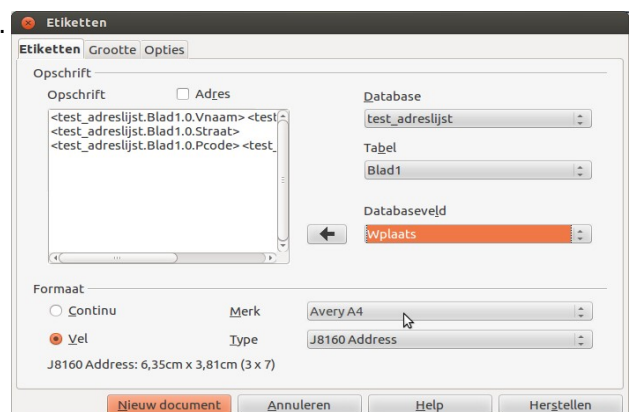 Etiketten
Etiketten Grootte Opties
Opschrift
Opschrift Adres
<test_adreslijst.Blad1.0.Vnaam> <test
<test_adreslijst.Blad1.0.Straat>
<test_adreslijst.Blad1.0.Pcode> <test_
Database
test_adreslijst
Tabel
Blad1
Databaseveld
Wplaats
Formaat
Continu
Merk Avery A4
Vel
Type J8160 Address
J8160 Address: 6,35cm x 3,81cm (3 x 7)
Nieuw document Annuleren Help Herstellen